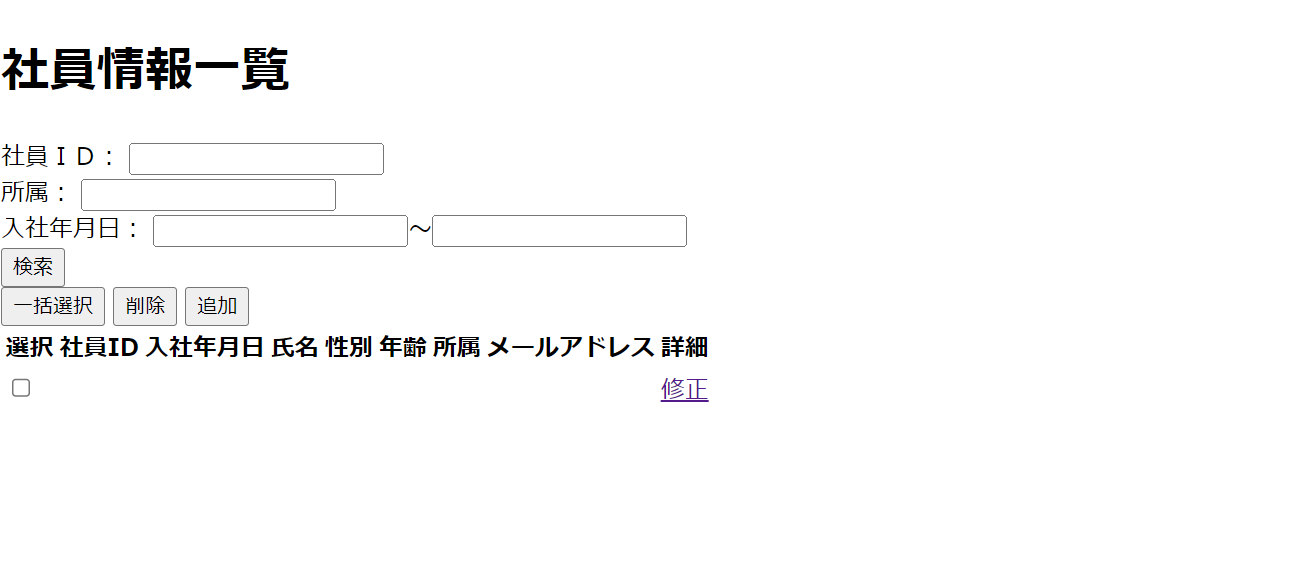 社員情報一覧
社員ＩＤ：
所属：
入社年月日：～
検索
一括選択 削除 追加
選択 社員ID 入社年月日 氏名 性別 年齢 所属 メールアドレス 詳細
修正